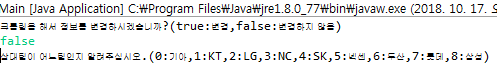 Main [Java Application] C:\Program Files\Java\jre1.8.0_77\bin\javaw.exe (2018. 10. 17. 오
크롤링을 해서 정보를 변경하시겠습니까?(true:변경,false:변경하지 않음)
false
상대팀이 어느팀인지 알려주십시오.(0:기아,1:KT,2:LG,3:NC,4:SK,5:넥센,6:두산,7:롯데,8:삼성)